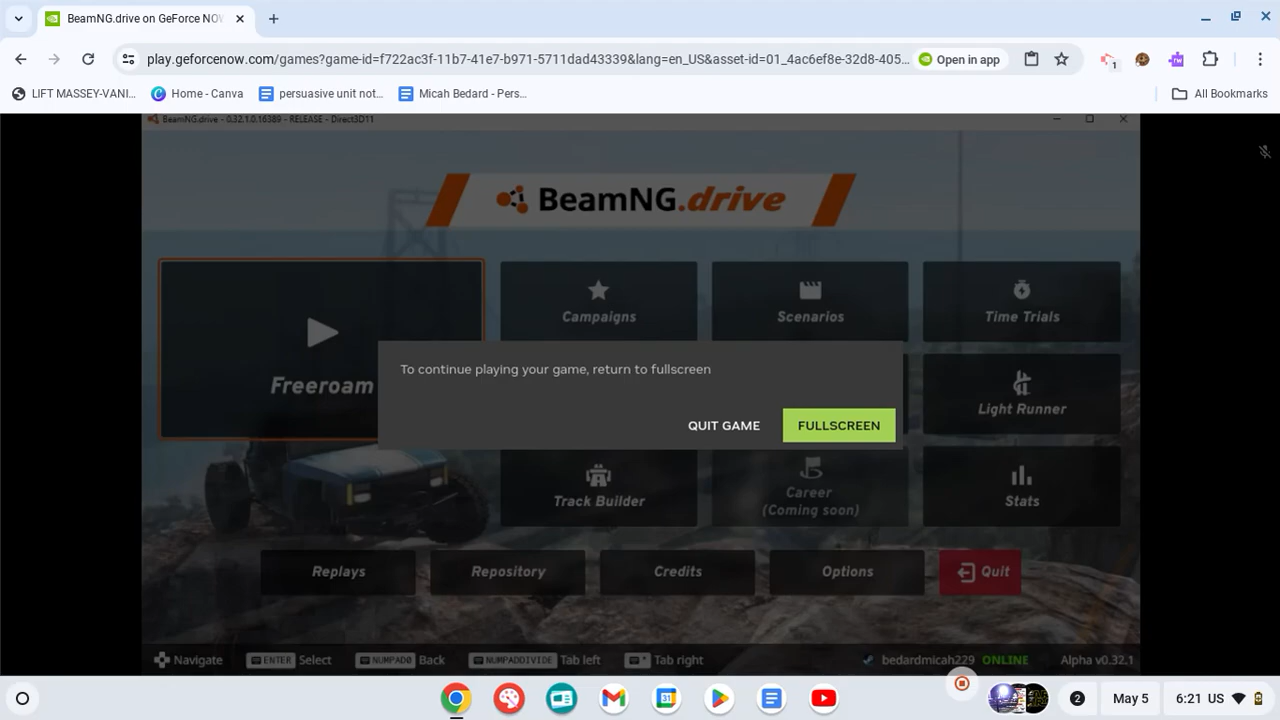 BeamNG.drive on GeForce NOW
play.geforcenow.com/games?game-id=f722ac3f-11b7-41e7-b971-5711dad43339&lang=en_US&asset-id=01_4ac6ef8e-32d8-405...
Open in app
1
LIFT MASSEY-VANI...
Home - Canva
persuasive unit not...
Micah Bedard - Pers...
All Bookmarks
BeamNG.drive - 0.32.1.0.16389 - RELEASE - Direct3D11
BeamNG.drive
Freeroam
Campaigns
Scenarios
Time Trials
To continue playing your game, return to fullscreen
QUIT GAME
FULLSCREEN
Light Runner
Track Builder
Career
(Coming soon)
Stats
Replays
Repository
Credits
Options
Quit
Navigate
ENTER Select
NUMPAD0 Back
NUMPADDIVIDE Tab left
* Tab right
bedardmicah229 ONLINE
Alpha v0.32.1
31
2
May 5
6:21 US